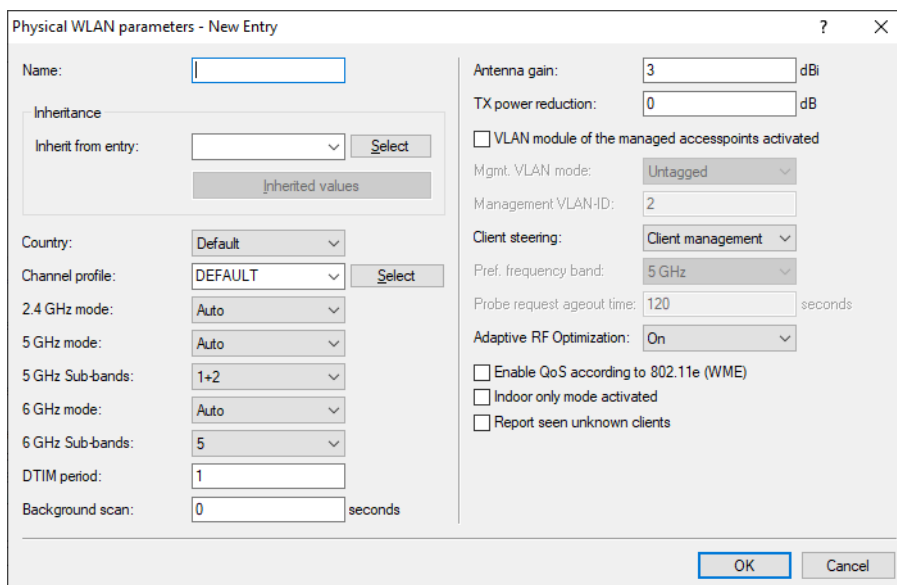 Physical WLAN parameters - New Entry ?
Name:
Inheritance
Inherit from entry: Select
Inherited values
Country: Default
Channel profile: DEFAULT Select
2.4 GHz mode: Auto
5 GHz mode: Auto
5 GHz Sub-bands: 1+2
6 GHz mode: Auto
6 GHz Sub-bands: 5
DTIM period: 1
Background scan: 0 seconds
Antenna gain: 3 dBi
TX power reduction: 0 dB
VLAN module of the managed accesspoints activated
Mgmt. VLAN mode: Untagged
Management VLAN-ID: 2
Client steering: Client management
Pref. frequency band: 5 GHz
Probe request ageout time: 120 seconds
Adaptive RF Optimization: On
Enable QoS according to 802.11e (WME)
Indoor only mode activated
Report seen unknown clients
OK Cancel